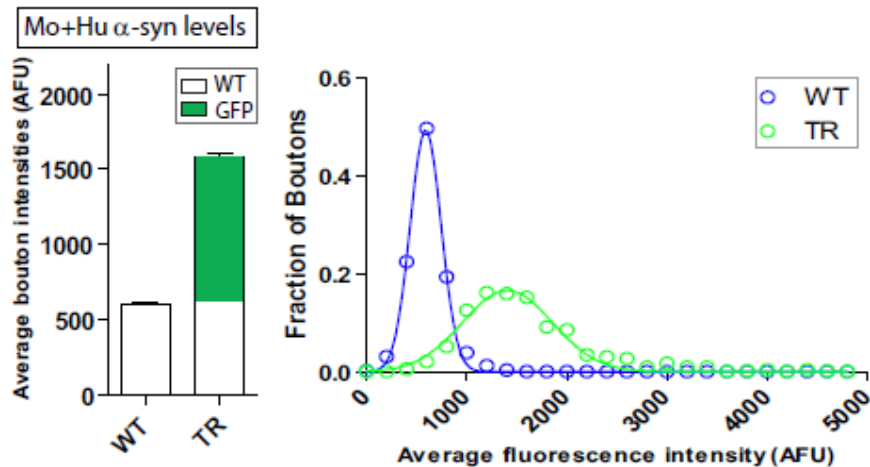 Mo+Hu α-syn levels
Average bouton intensities (AFU)
2000
1500
1000
500
0
WT
GFP
WT
TR
Fraction of Boutons
0.6
0.4
0.2
0.0
WT
TR
0
1000
2000
3000
4000
5000
Average fluorescence intensity (AFU)